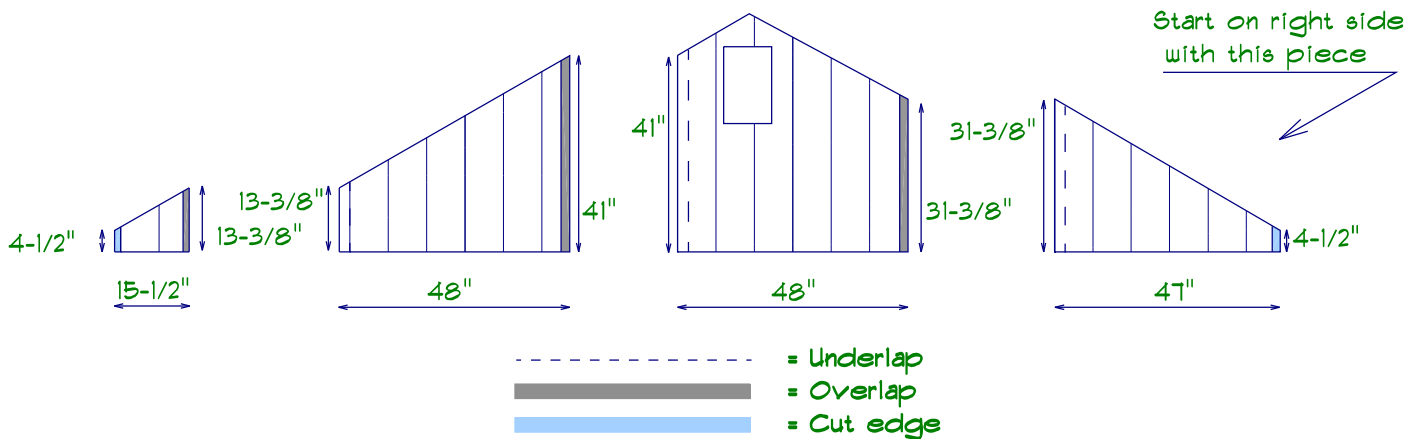 Start on right side
with this piece
41"
31-3/8"
13-3/8"
41"
31-3/8"
4-1/2"
13-3/8"
4-1/2"
15-1/2"
48"
48"
47"
= Underlap
= Overlap
= Cut edge